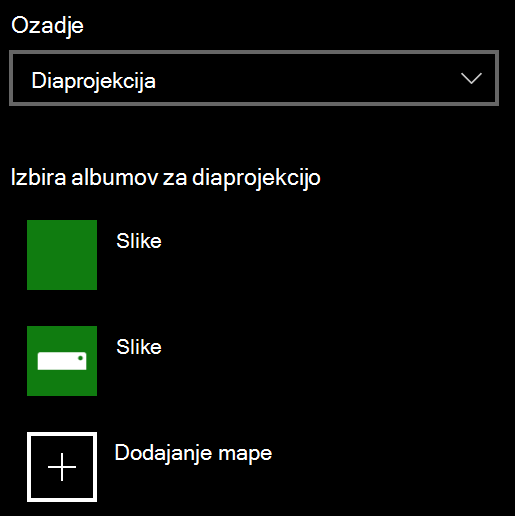 Ozadje
Diaprojekcija
Izbira albumov za diaprojekcijo
Slike
Slike
Dodajanje mape